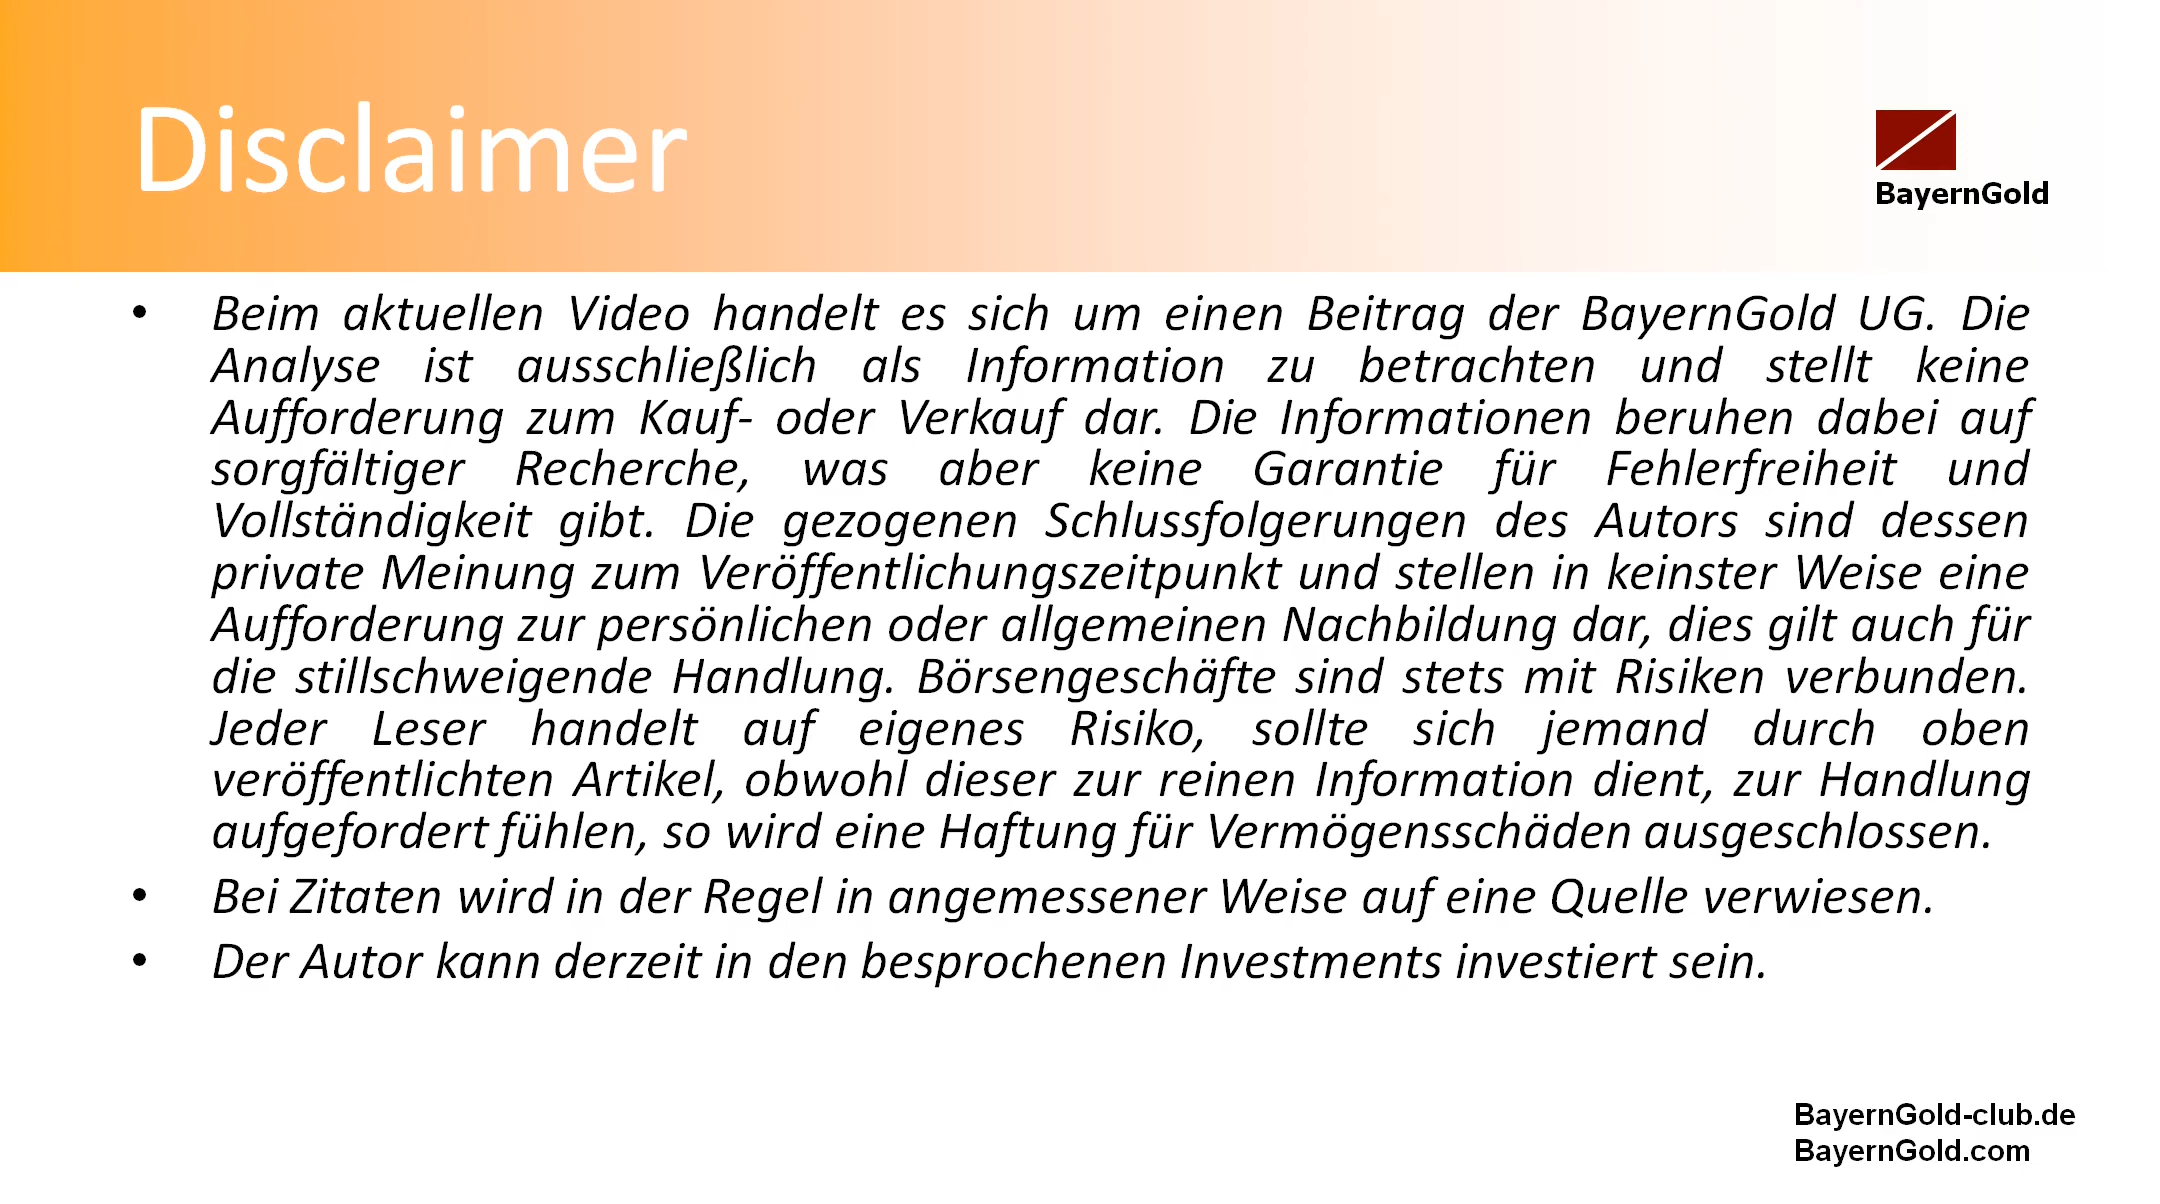 Disclaimer
BayernGold
• Beim aktuellen Video handelt es sich um einen Beitrag der BayernGold UG. Die
Analyse ist ausschließlich als Information zu betrachten und stellt keine
Aufforderung zum Kauf- oder Verkauf dar. Die Informationen beruhen dabei auf
sorgfältiger Recherche, was aber keine Garantie für Fehlerfreiheit und
Vollständigkeit gibt. Die gezogenen Schlussfolgerungen des Autors sind dessen
private Meinung zum Veröffentlichungszeitpunkt und stellen in keinster Weise eine
Aufforderung zur persönlichen oder allgemeinen Nachbildung dar, dies gilt auch für
die stillschweigende Handlung. Börsengeschäfte sind stets mit Risiken verbunden.
Jeder Leser handelt auf eigenes Risiko, sollte sich jemand durch oben
veröffentlichten Artikel, obwohl dieser zur reinen Information dient, zur Handlung
aufgefordert fühlen, so wird eine Haftung für Vermögensschäden ausgeschlossen.
• Bei Zitaten wird in der Regel in angemessener Weise auf eine Quelle verwiesen.
• Der Autor kann derzeit in den besprochenen Investments investiert sein.
BayernGold-club.de
BayernGold.com